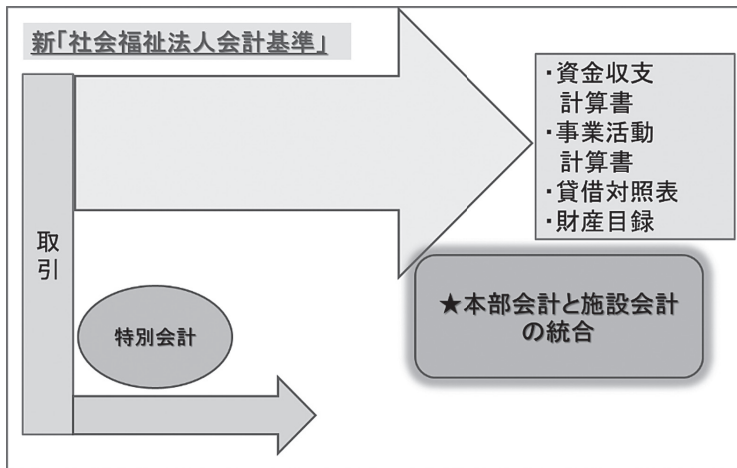 新「社会福祉法人会計基準」
・資金収支
計算書
・事業活動
計算書
・貸借対照表
・財産目録
取引
★本部会計と施設会計
の統合
特別会計